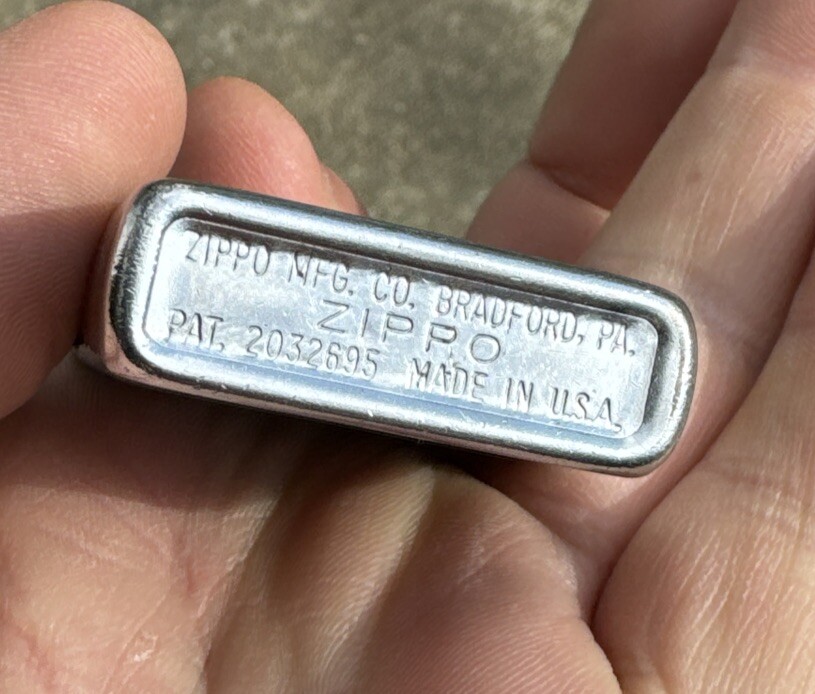 ZIPPO MFG. CO. BRADFORD, PA.
ZIPPO
PAT. 2032695 MADE IN U.S.A.